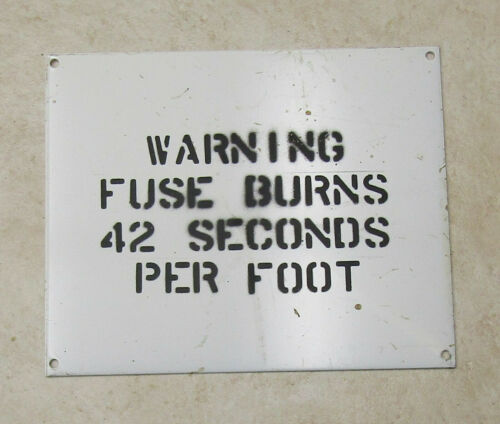 WARNING
FUSE BURNS
42 SECONDS
PER FOOT